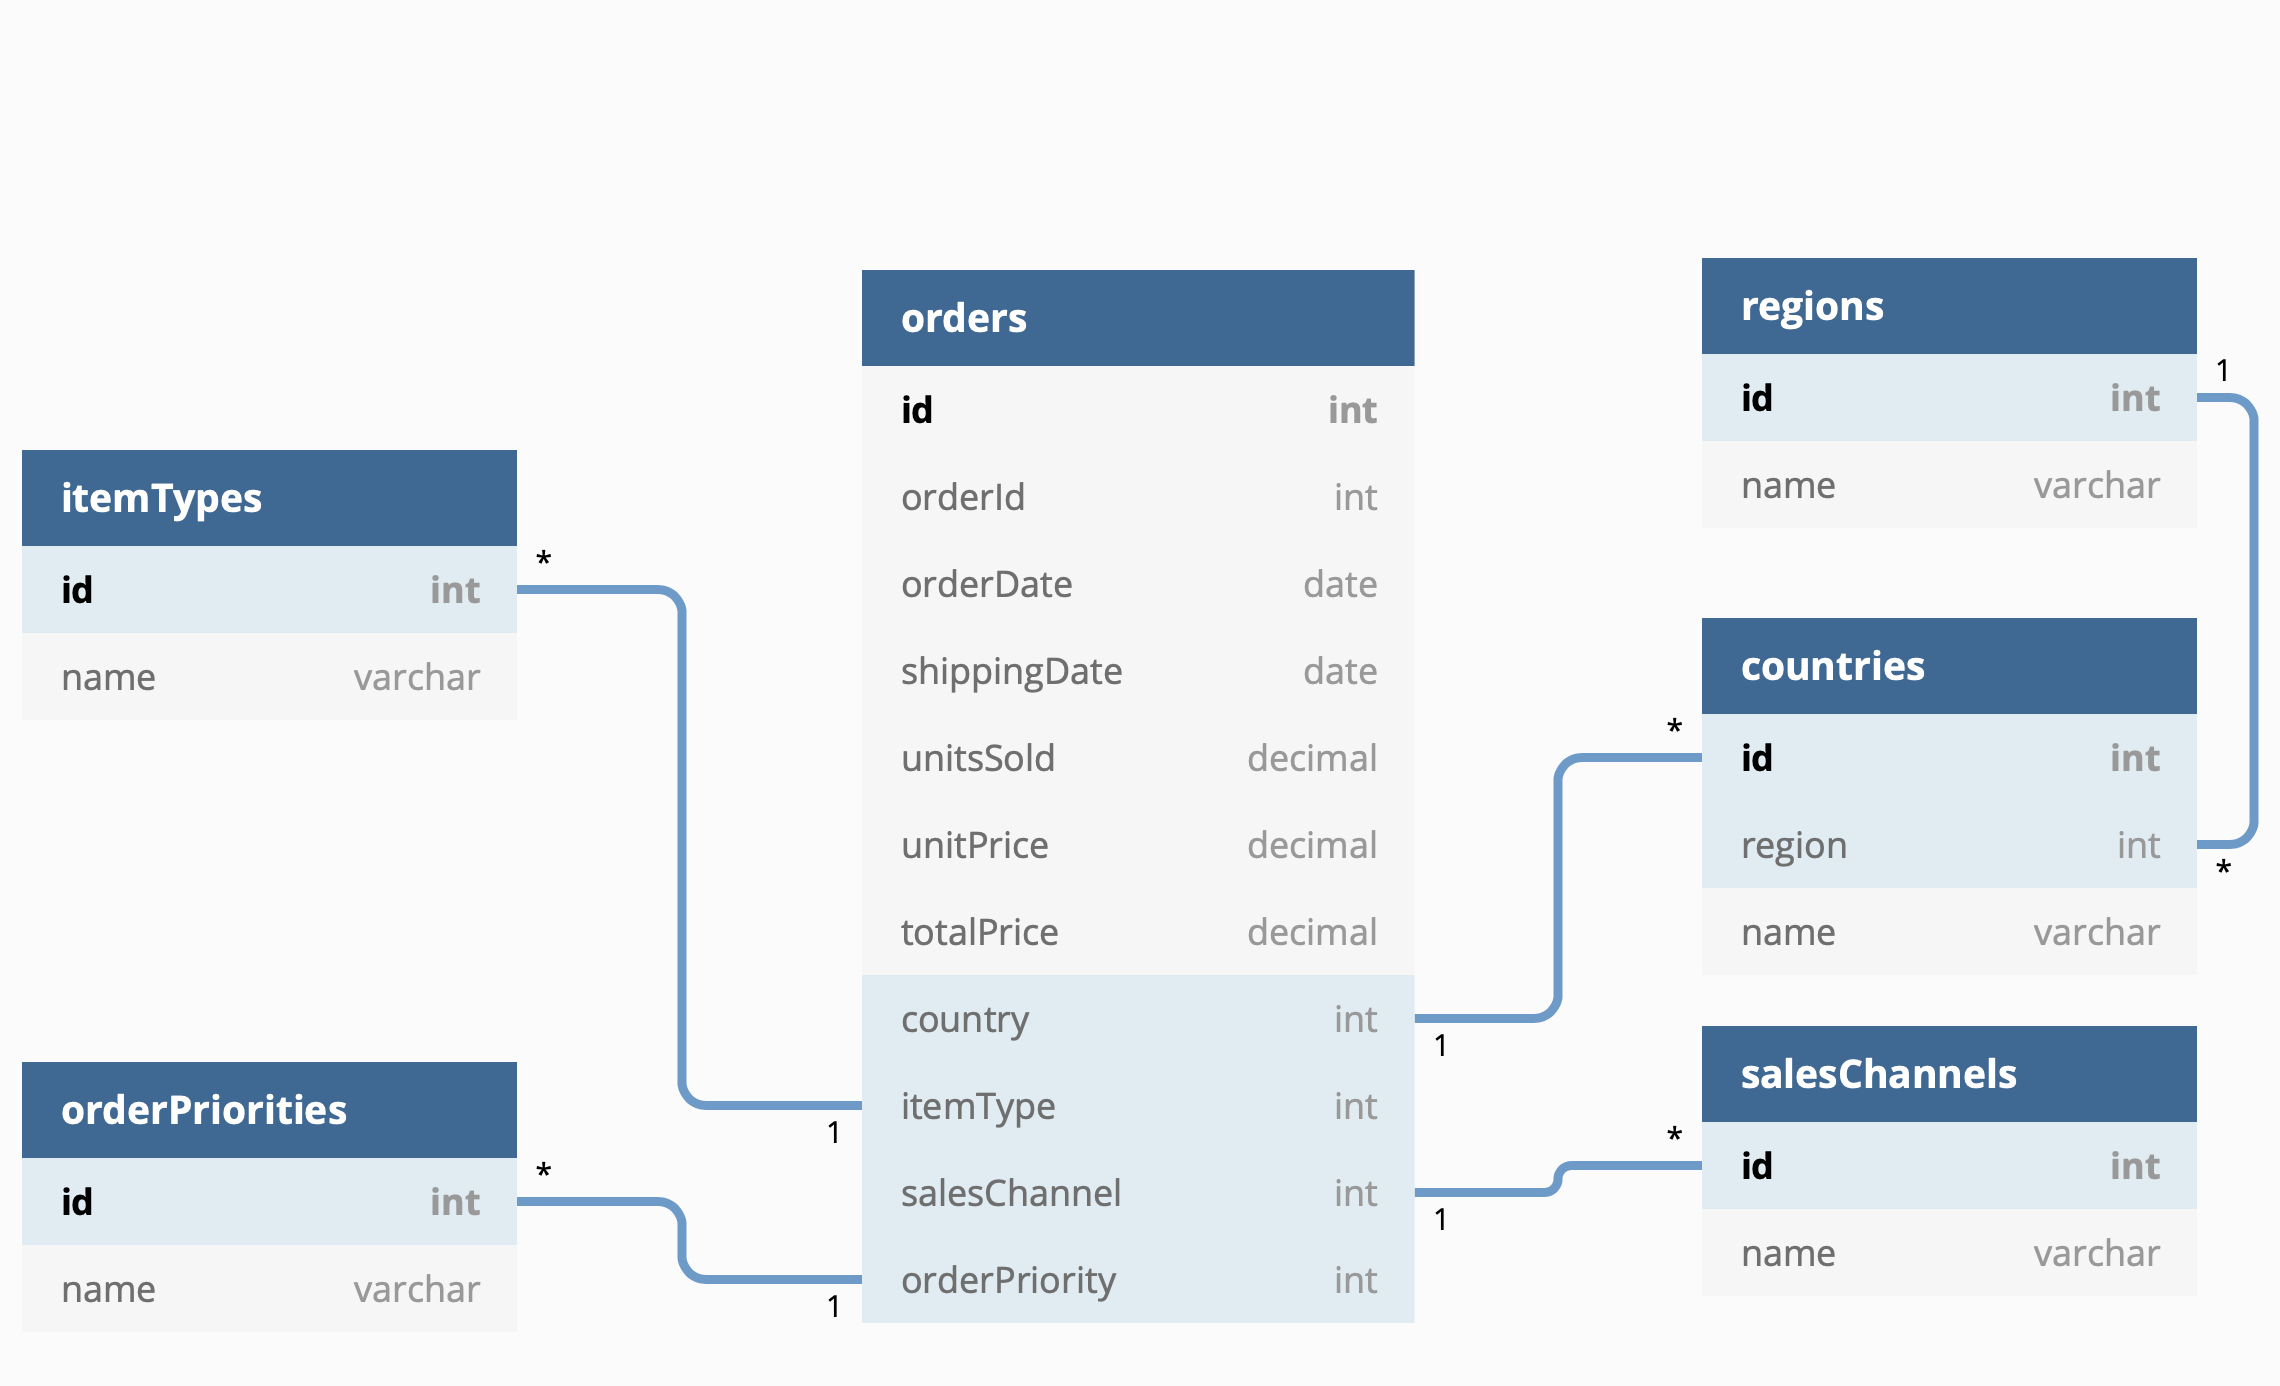 itemTypes
*
id int
name varchar
orderPriorities
*
id int
name varchar
orders
id int
orderId int
orderDate date
shippingDate date
unitsSold decimal
unitPrice decimal
totalPrice decimal
country int
1
itemType int
1
salesChannel int
1
orderPriority int
1
regions
1
id int
name varchar
countries
*
id int
region int
*
name varchar
salesChannels
*
id int
name varchar